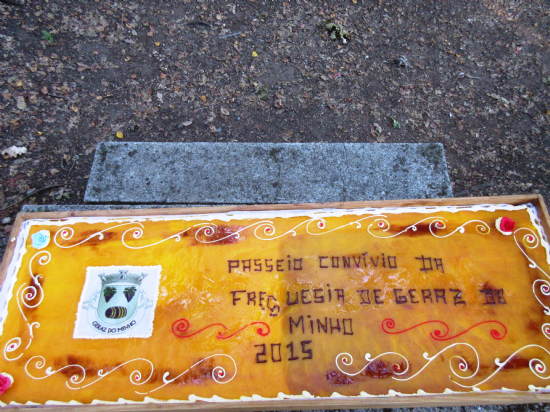 PASSEIO CONVÍVIO DA
FREGUESIA DE GERAZ DO
MINHO
2015
GERAZ DO MINHO